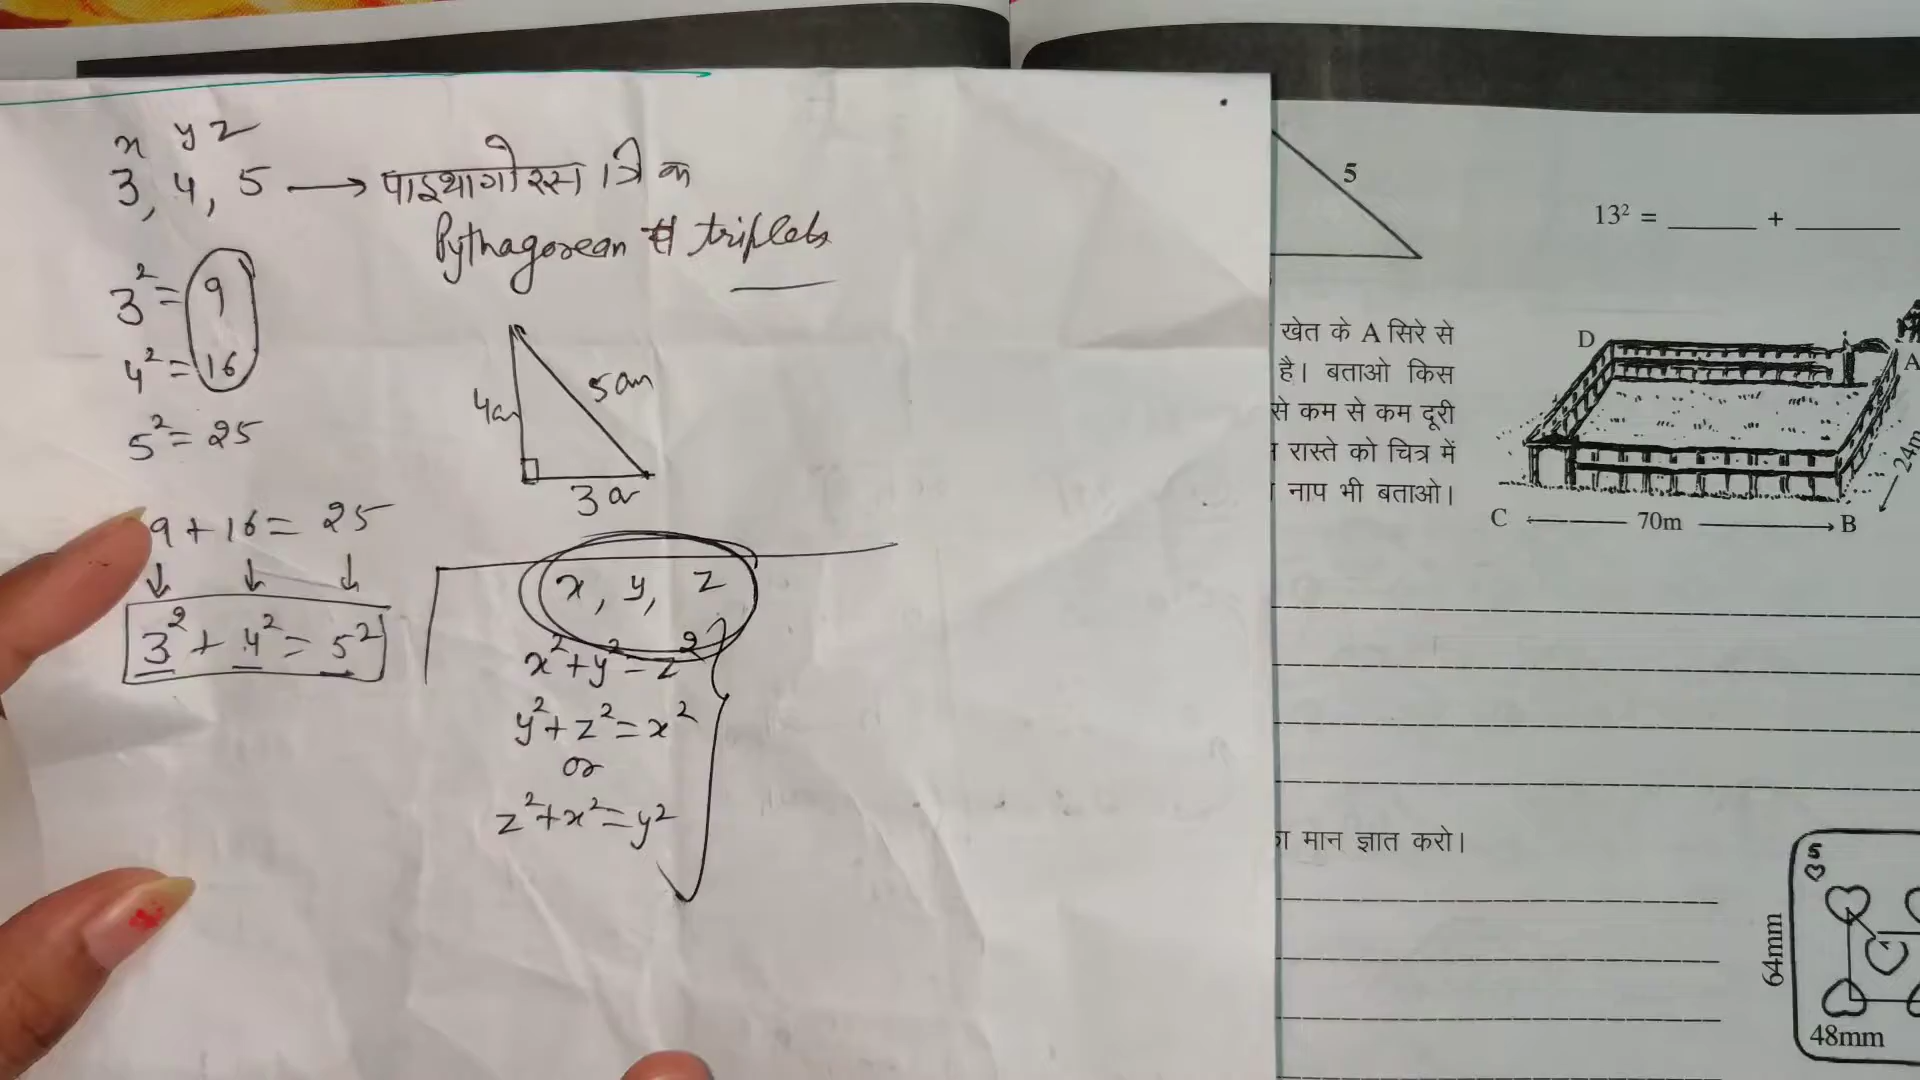 x y z
3, 4, 5 → पाइथागोरस त्रिक
Pythagorean triplets
3² = 9
4² = 16
5² = 25
9 + 16 = 25
3² + 4² = 5²
5cm
x, y, z
x² + y² = z²
y² + z² = x²
or
z² + x² = y²
5
13² = ______ + ______
खेत के A सिरे से
है। बताओ किस
से कम से कम दूरी
रास्ते को चित्र में
नाप भी बताओ।
D
A
24m
C
70m
B
मान ज्ञात करो।
5
64mm
48mm